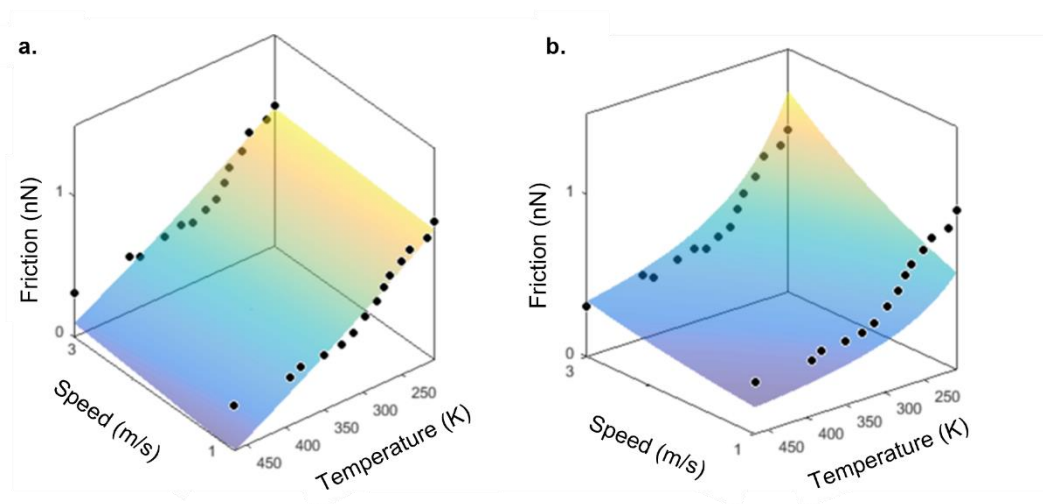 a.
Friction (nN)
1
0
3
Speed (m/s)
1
450
400
350
300
250
Temperature (K)
b.
Friction (nN)
1
0
3
Speed (m/s)
1
450
400
350
300
250
Temperature (K)